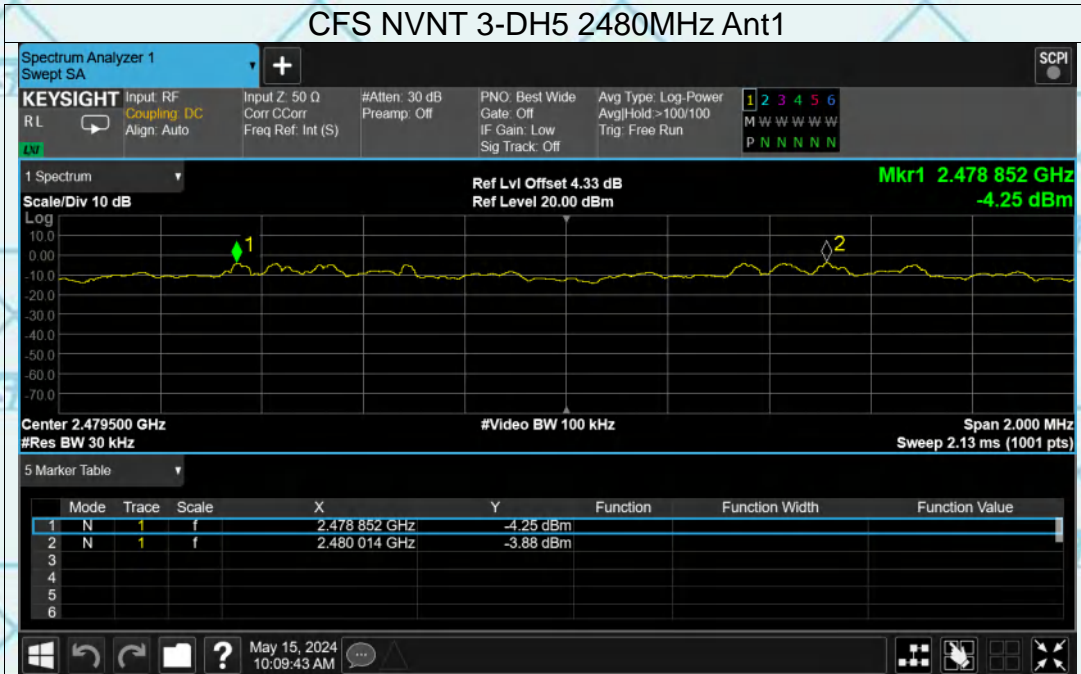 CFS NVNT 3-DH5 2480MHz Ant1
Spectrum Analyzer 1
Swept SA
+
SCPI
KEYSIGHT
RL
LXI
Input: RF
Coupling: DC
Align: Auto
Input Z: 50 Ω
Corr CCorr
Freq Ref: Int (S)
#Atten: 30 dB
Preamp: Off
PNO: Best Wide
Gate: Off
IF Gain: Low
Sig Track: Off
Avg Type: Log-Power
Avg|Hold:>100/100
Trig: Free Run
1 2 3 4 5 6
M W W W W W
P N N N N N
1 Spectrum
Scale/Div 10 dB
Ref Lvl Offset 4.33 dB
Ref Level 20.00 dBm
Mkr1 2.478 852 GHz
-4.25 dBm
Log
10.0
0.00
-10.0
-20.0
-30.0
-40.0
-50.0
-60.0
-70.0
1
2
Center 2.479500 GHz
#Video BW 100 kHz
Span 2.000 MHz
#Res BW 30 kHz
Sweep 2.13 ms (1001 pts)
5 Marker Table
Mode Trace Scale X Y Function Function Width Function Value
1 N 1 f 2.478 852 GHz -4.25 dBm
2 N 1 f 2.480 014 GHz -3.88 dBm
3
4
5
6
?
May 15, 2024
10:09:43 AM